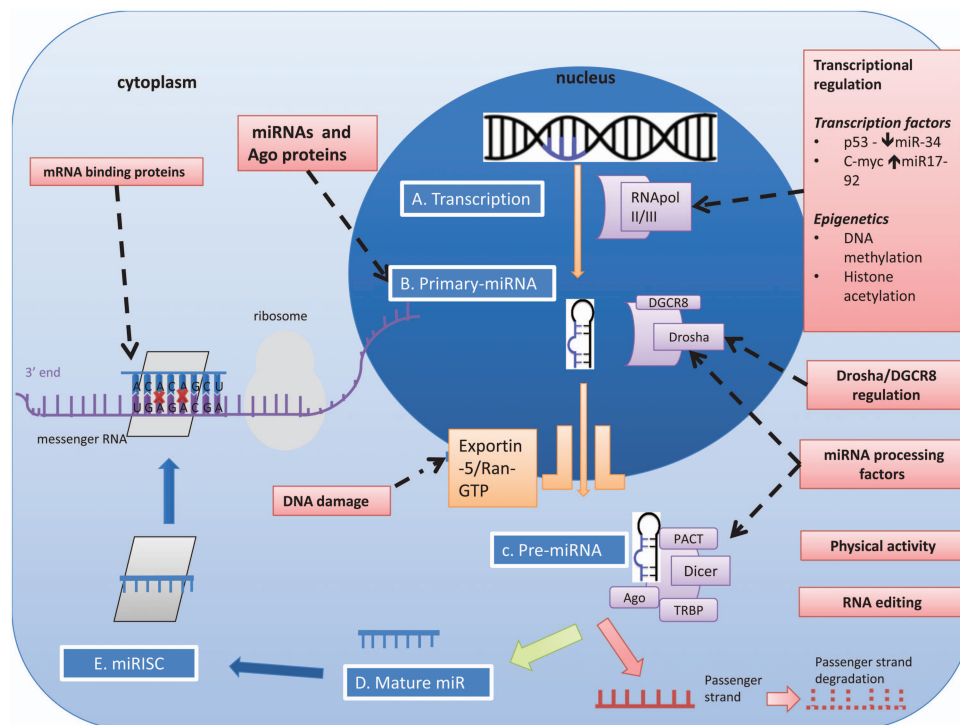 cytoplasm
nucleus
Transcriptional
regulation
Transcription factors
• p53 - 🡻miR-34
• C-myc 🡹miR17-
92
Epigenetics
• DNA
methylation
• Histone
acetylation
miRNAs and
Ago proteins
mRNA binding proteins
A. Transcription
RNApol
II/III
B. Primary-miRNA
DGCR8
Drosha
ribosome
3' end
A C A C A G C U
U G A G A C G A
messenger RNA
Drosha/DGCR8
regulation
Exportin
-5/Ran-
GTP
miRNA processing
factors
DNA damage
c. Pre-miRNA
PACT
Dicer
Ago
TRBP
Physical activity
RNA editing
E. miRISC
D. Mature miR
Passenger
strand
Passenger strand
degradation